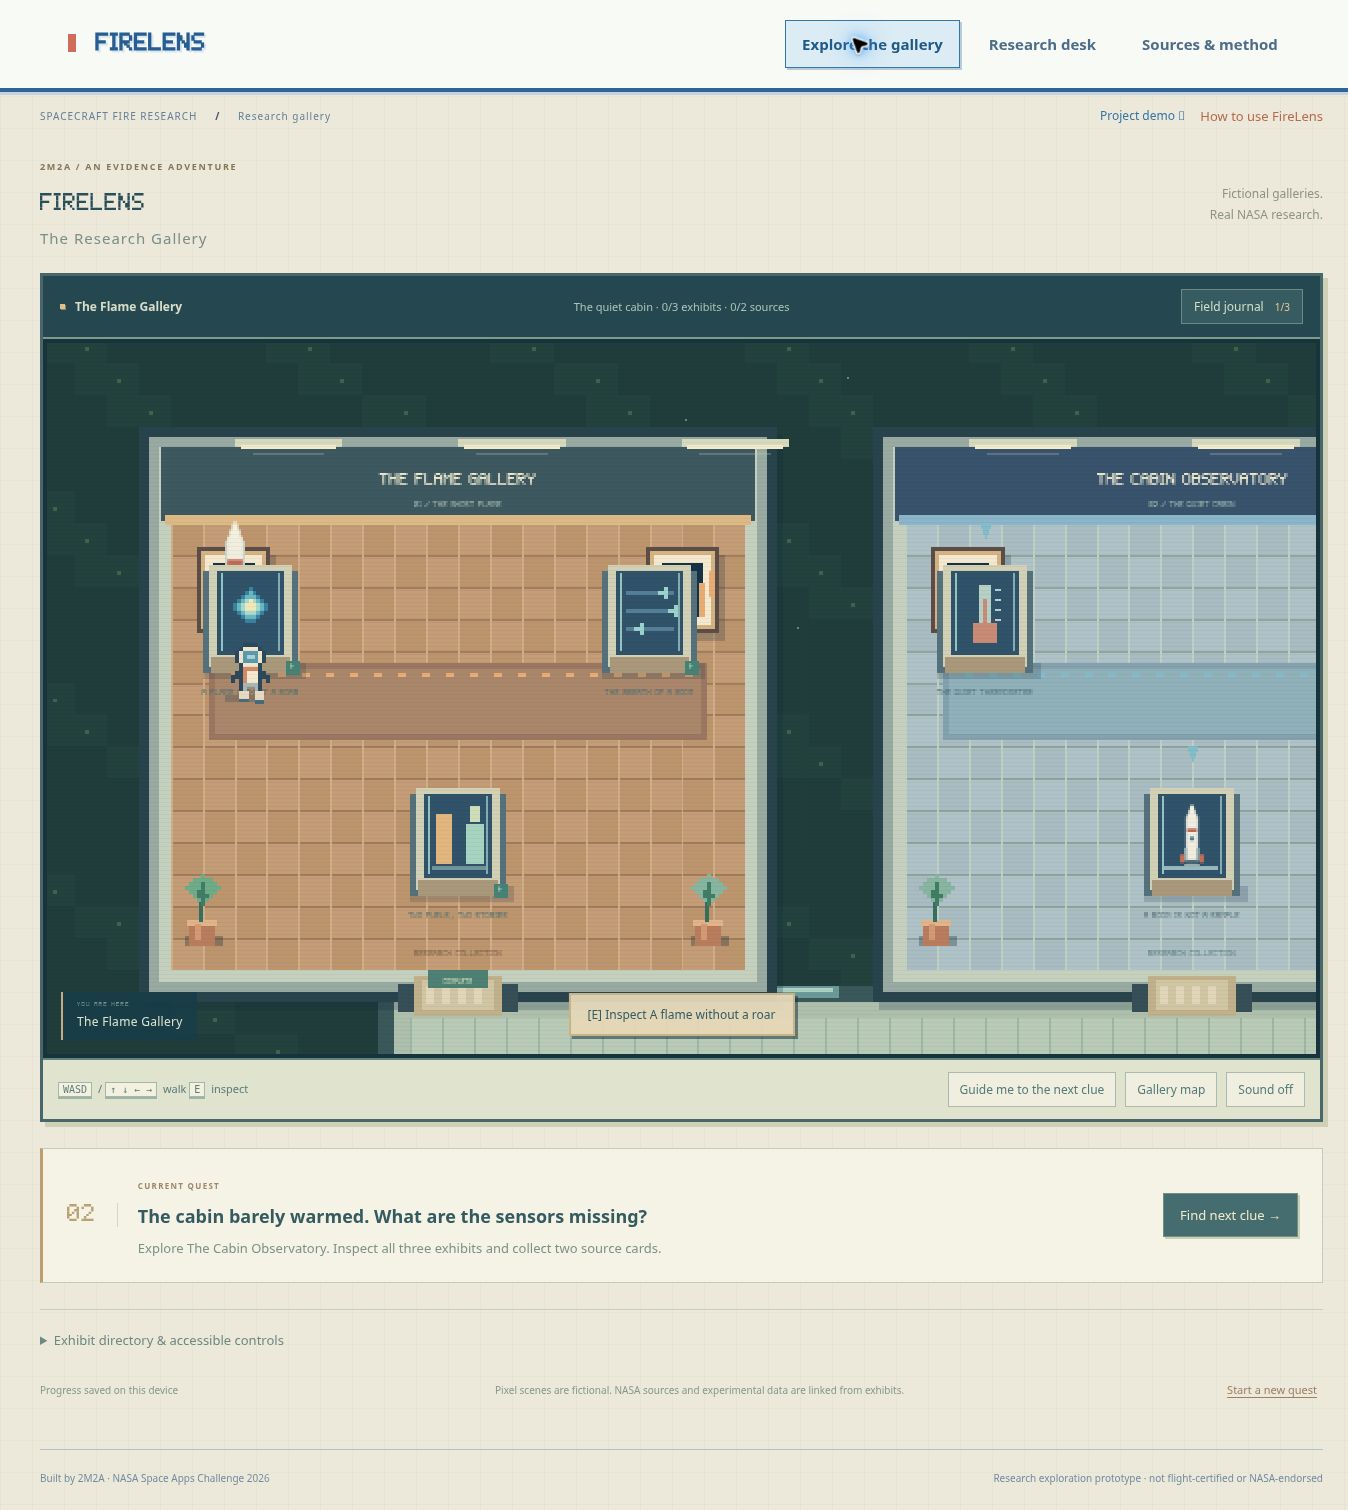 FIRELENS
Explore the gallery
Research desk
Sources & method
SPACECRAFT FIRE RESEARCH / Research gallery
Project demo
How to use FireLens
2M2A / AN EVIDENCE ADVENTURE
FIRELENS
Fictional galleries.
Real NASA research.
The Research Gallery
The Flame Gallery
The quiet cabin · 0/3 exhibits · 0/2 sources
Field journal 1/3
THE FLAME GALLERY
THE CABIN OBSERVATORY
YOU ARE HERE
The Flame Gallery
[E] Inspect A flame without a roar
WASD / ↑ ↓ ← → walk E inspect
Guide me to the next clue
Gallery map
Sound off
CURRENT QUEST
02
The cabin barely warmed. What are the sensors missing?
Explore The Cabin Observatory. Inspect all three exhibits and collect two source cards.
Find next clue →
Exhibit directory & accessible controls
Progress saved on this device
Pixel scenes are fictional. NASA sources and experimental data are linked from exhibits.
Start a new quest
Built by 2M2A · NASA Space Apps Challenge 2026
Research exploration prototype · not flight-certified or NASA-endorsed